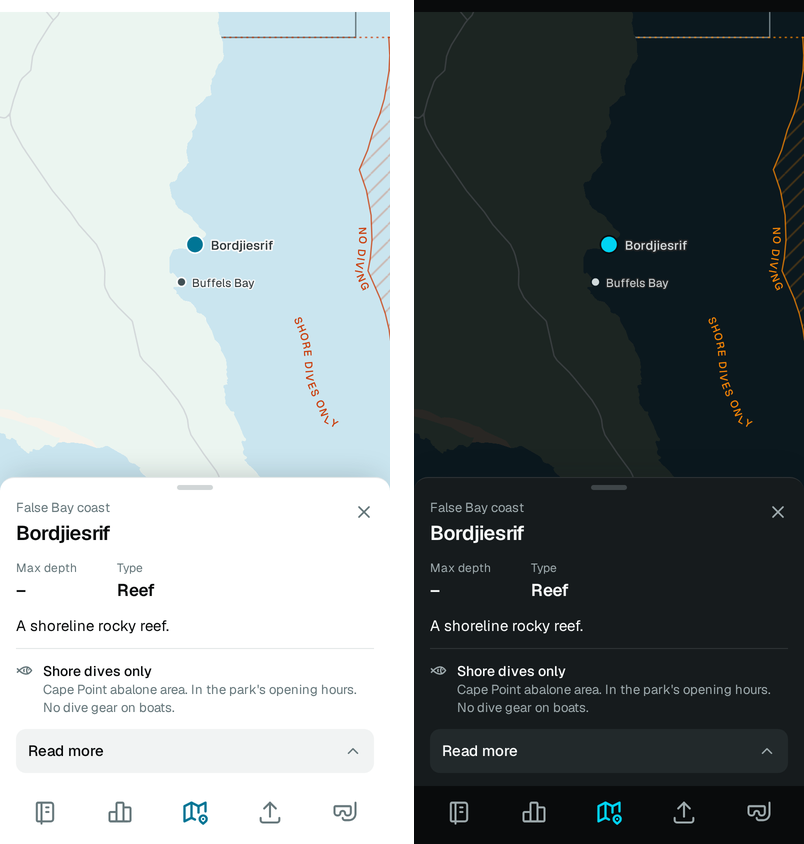 NO DIVING
Bordjiesrif
Buffels Bay
SHORE DIVES ONLY
False Bay coast
Bordjiesrif
Max depth
Type
–
Reef
A shoreline rocky reef.
Shore dives only
Cape Point abalone area. In the park's opening hours.
No dive gear on boats.
Read more
NO DIVING
Bordjiesrif
Buffels Bay
SHORE DIVES ONLY
False Bay coast
Bordjiesrif
Max depth
Type
–
Reef
A shoreline rocky reef.
Shore dives only
Cape Point abalone area. In the park's opening hours.
No dive gear on boats.
Read more